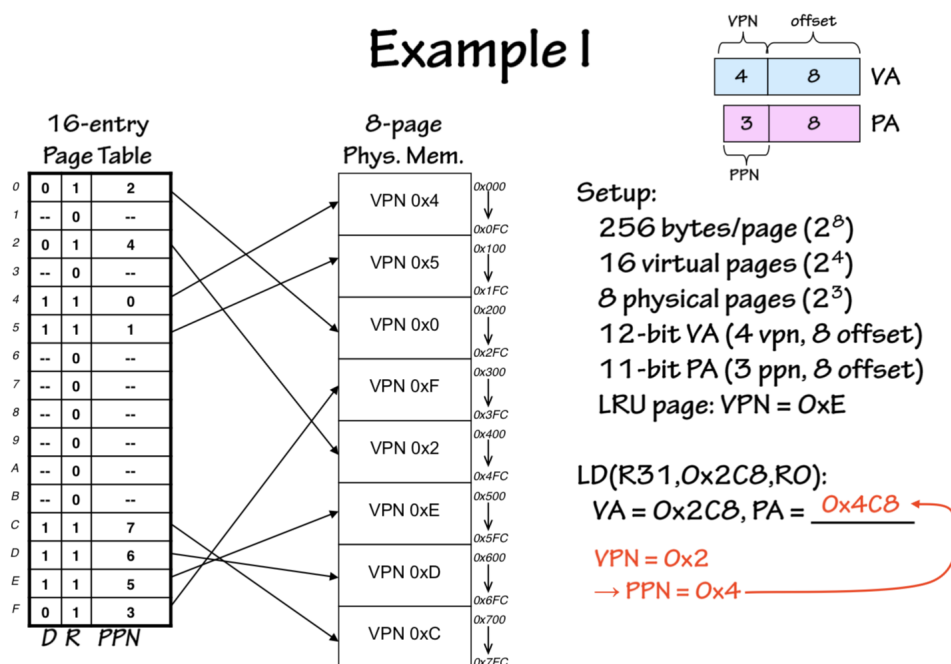 Example I
VPN offset
4 8 VA
3 8 PA
PPN
16-entry
Page Table
0 0 1 2
1 -- 0 --
2 0 1 4
3 -- 0 --
4 1 1 0
5 1 1 1
6 -- 0 --
7 -- 0 --
8 -- 0 --
9 -- 0 --
A -- 0 --
B -- 0 --
C 1 1 7
D 1 1 6
E 1 1 5
F 0 1 3
D R PPN
8-page
Phys. Mem.
VPN 0x4
0x000
0x0FC
VPN 0x5
0x100
0x1FC
VPN 0x0
0x200
0x2FC
VPN 0xF
0x300
0x3FC
VPN 0x2
0x400
0x4FC
VPN 0xE
0x500
0x5FC
VPN 0xD
0x600
0x6FC
VPN 0xC
0x700
0x7FC
Setup:
256 bytes/page (2⁸)
16 virtual pages (2⁴)
8 physical pages (2³)
12-bit VA (4 vpn, 8 offset)
11-bit PA (3 ppn, 8 offset)
LRU page: VPN = 0xE
LD(R31,0x2C8,R0):
VA = 0x2C8, PA = 0x4C8
VPN = 0x2
→ PPN = 0x4